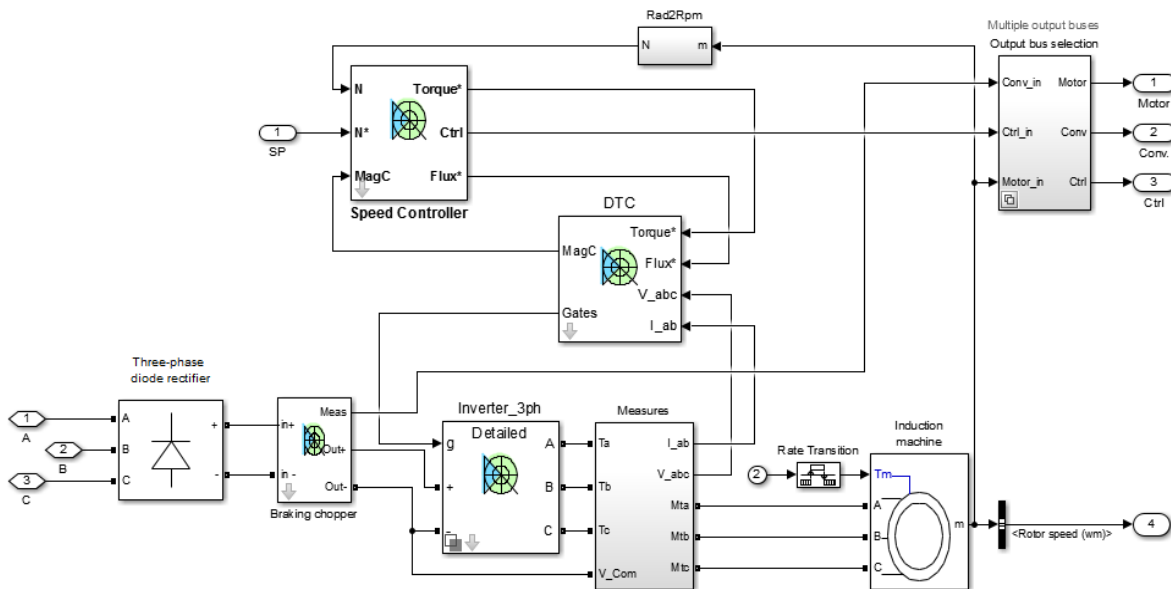 Rad2Rpm
N
m
Multiple output buses
Output bus selection
Conv_in
Motor
1
Motor
Ctrl_in
Conv
2
Conv.
Motor_in
Ctrl
3
Ctrl
N
Torque*
1
SP
N*
Ctrl
MagC
Flux*
Speed Controller
DTC
Torque*
MagC
Flux*
V_abc
Gates
I_ab
Three-phase
diode rectifier
1
A
2
B
3
C
A
B
C
+
-
in+
in -
Meas
Out+
Out-
Braking chopper
Inverter_3ph
Detailed
g
+
-
A
B
C
Measures
Ta
Tb
Tc
V_Com
I_ab
V_abc
Mta
Mtb
Mtc
2
Rate Transition
Induction
machine
Tm
A
B
C
m
<Rotor speed (wm)>
4